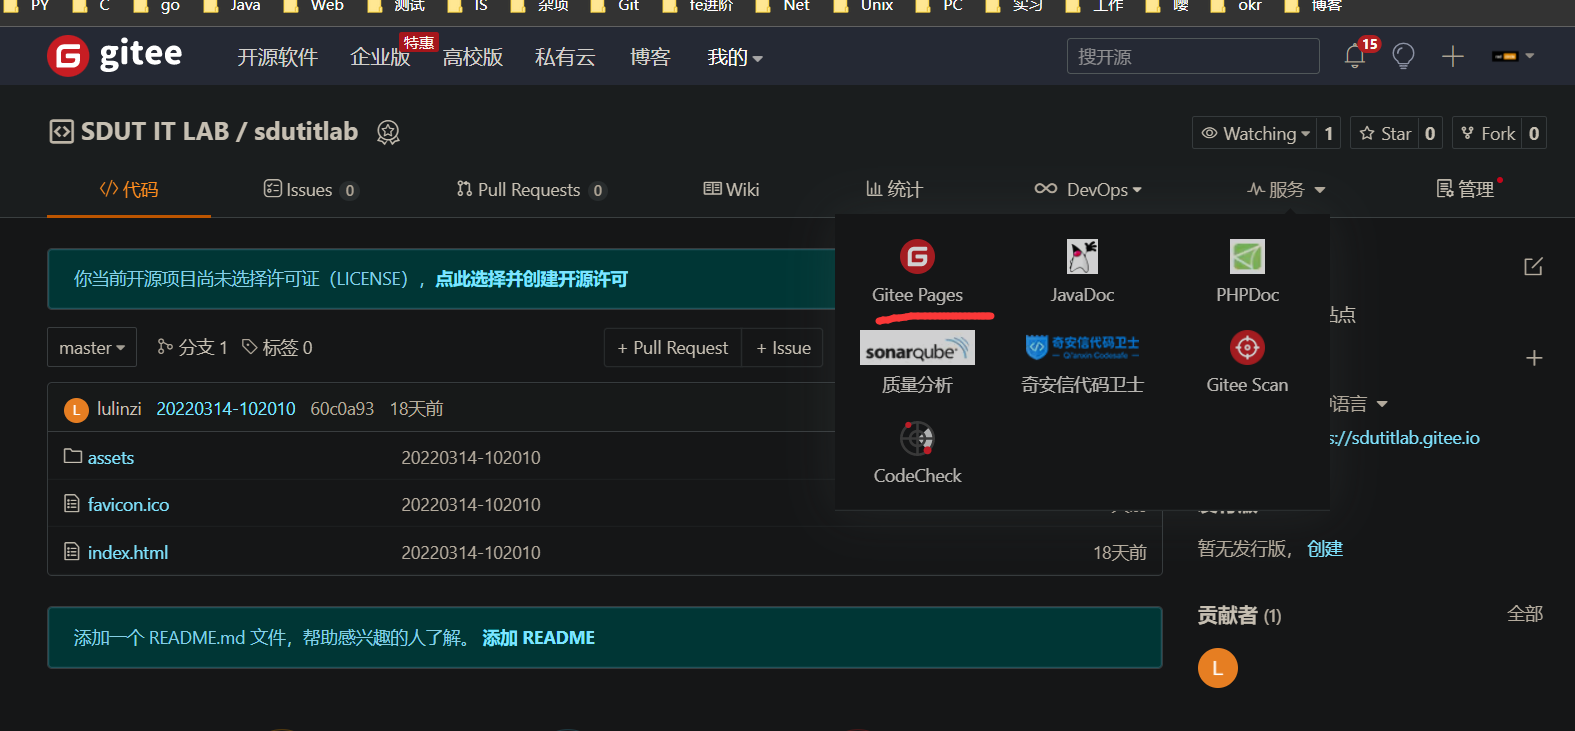 PY C go Java Web 测试 IS 杂项 Git fe进阶 Net Unix PC 实习 工作 嘤 okr 博客
gitee 开源软件 企业版 特惠 高校版 私有云 博客 我的 搜开源 15
SDUT IT LAB / sdutitlab Watching 1 Star 0 Fork 0
代码 Issues 0 Pull Requests 0 Wiki 统计 DevOps 服务 管理
你当前开源项目尚未选择许可证（LICENSE），点此选择并创建开源许可
Gitee Pages JavaDoc PHPDoc
站点
master 分支 1 标签 0 + Pull Request + Issue
sonarqube 奇安信代码卫士
Qi'anxin Codesafe
质量分析 奇安信代码卫士 Gitee Scan
L lulinzi 20220314-102010 60c0a93 18天前
语言
s://sdutitlab.gitee.io
assets 20220314-102010
CodeCheck
favicon.ico 20220314-102010
index.html 20220314-102010 18天前
暂无发行版， 创建
添加一个 README.md 文件，帮助感兴趣的人了解。 添加 README
贡献者 (1) 全部
L